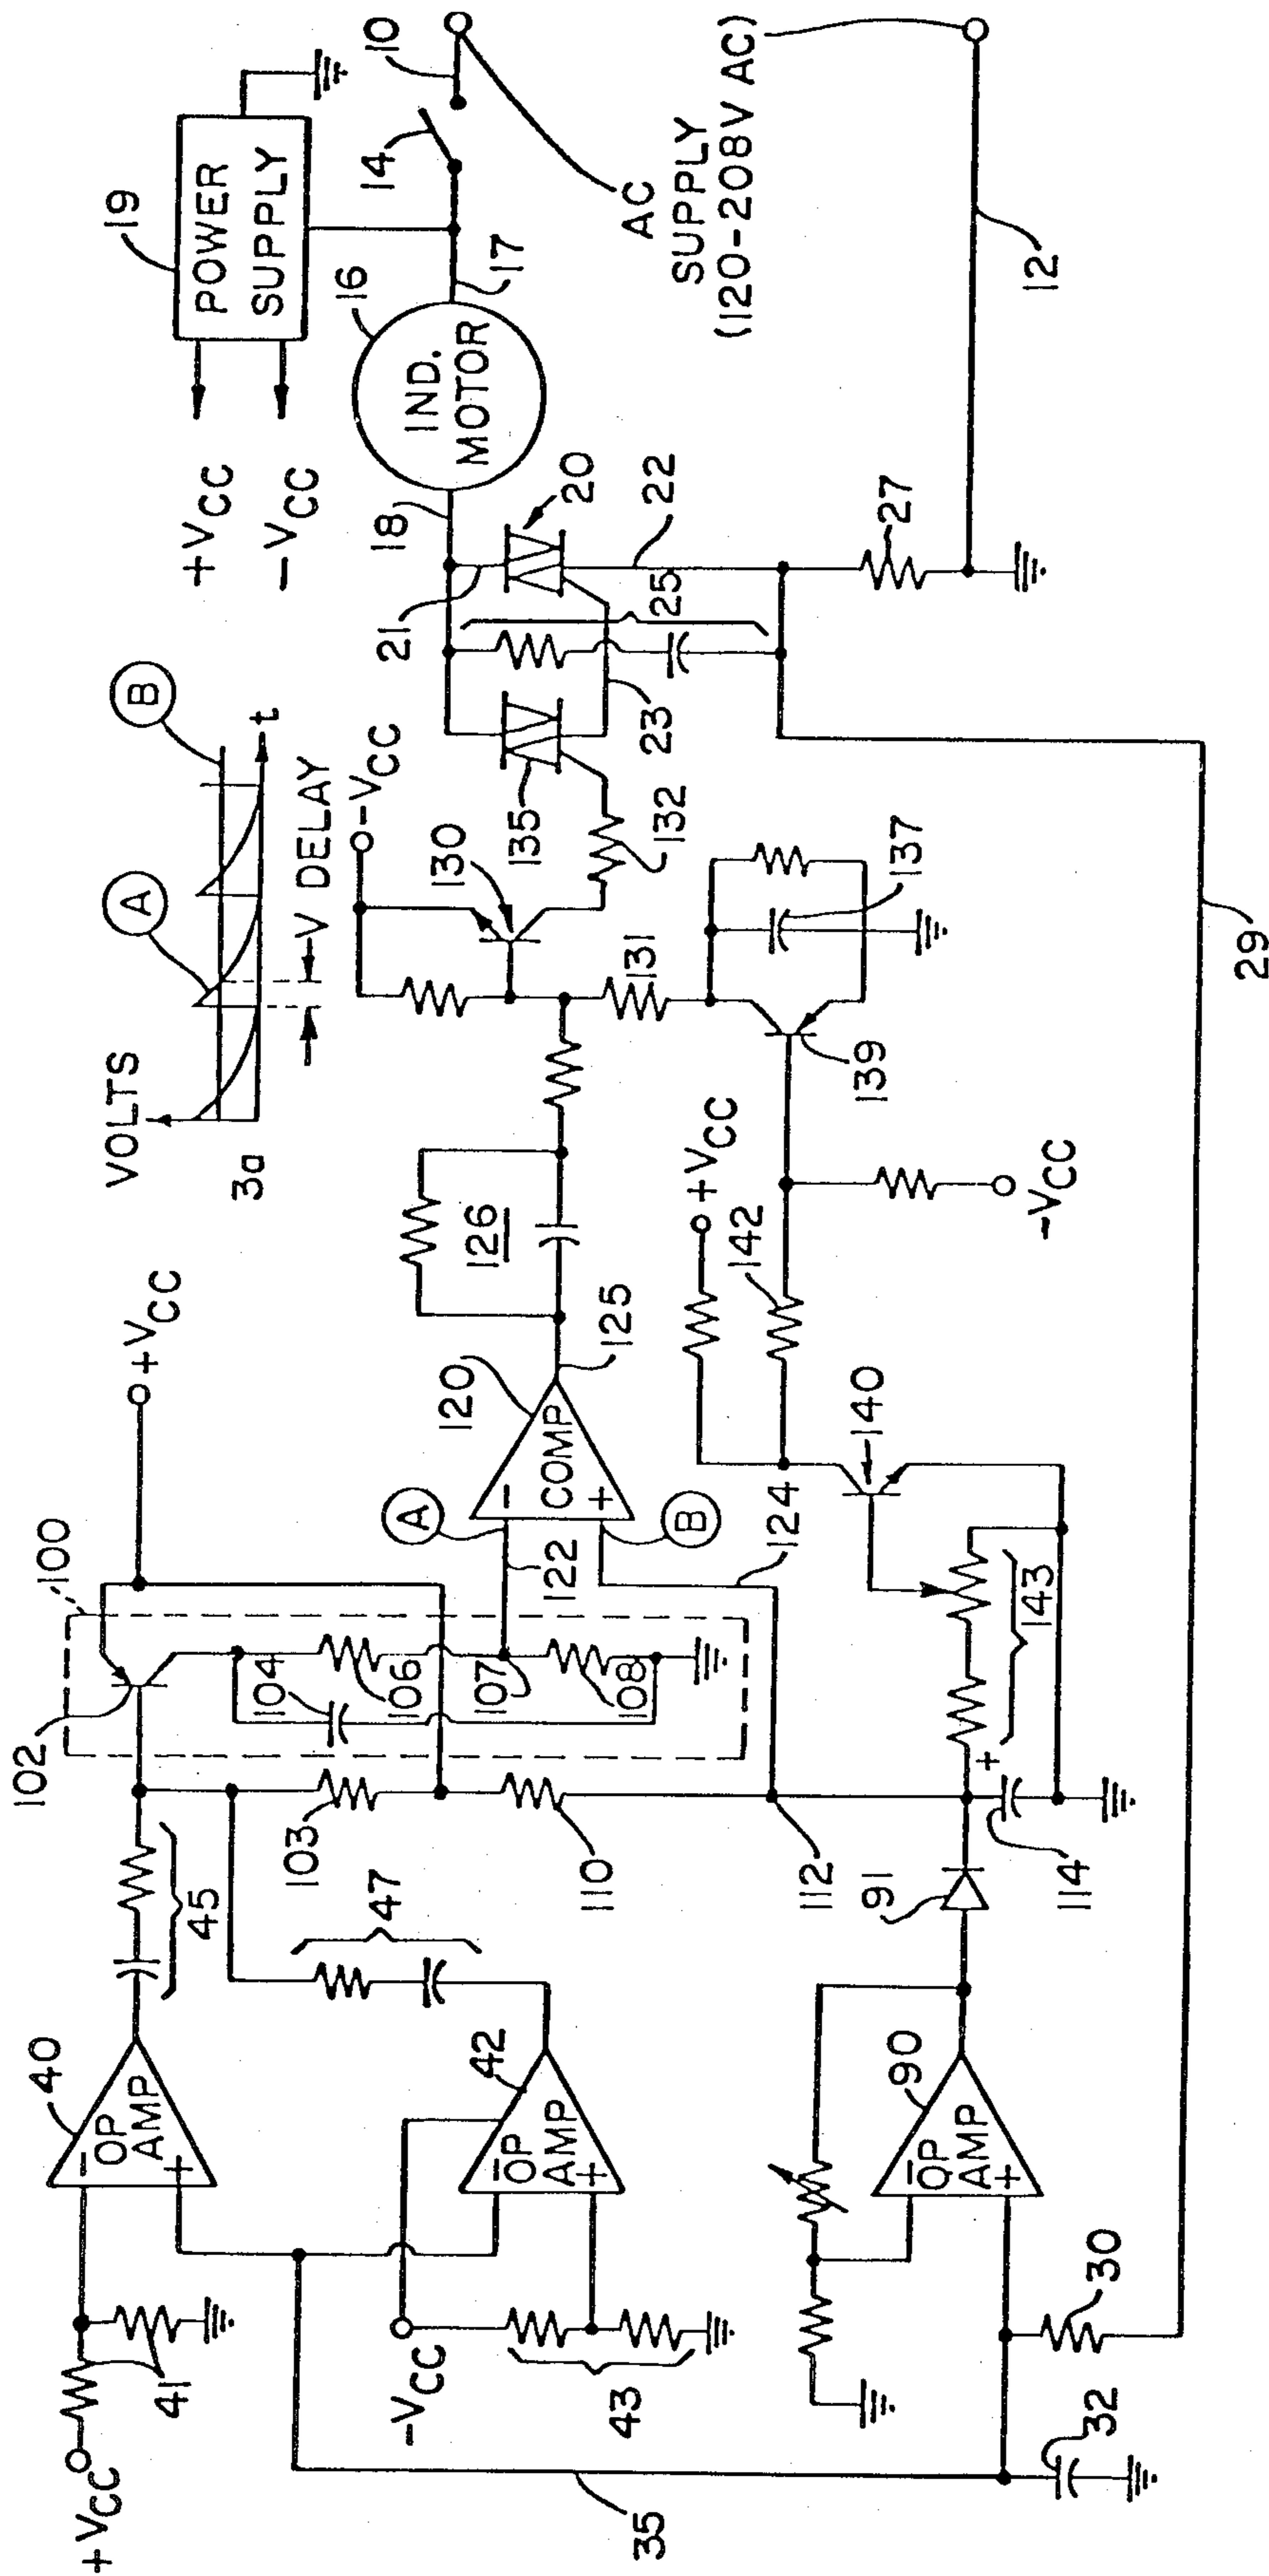 19
POWER
SUPPLY
+VCC
-VCC
10
14
16
IND.
MOTOR
17
AC
SUPPLY
(120-208V AC)
12
18
21
20
22
25
23
27
29
135
132
-VCC
130
131
137
139
VOLTS
A
B
t
V DELAY
3a
+VCC
126
125
120
COMP
-
+
A
B
122
124
+VCC
142
-VCC
140
143
100
102
104
106
107
108
103
110
112
114
+
91
45
47
40
OP
AMP
-
+
42
OP
AMP
-
+
90
OP
AMP
-
+
+VCC
41
-VCC
43
35
30
32